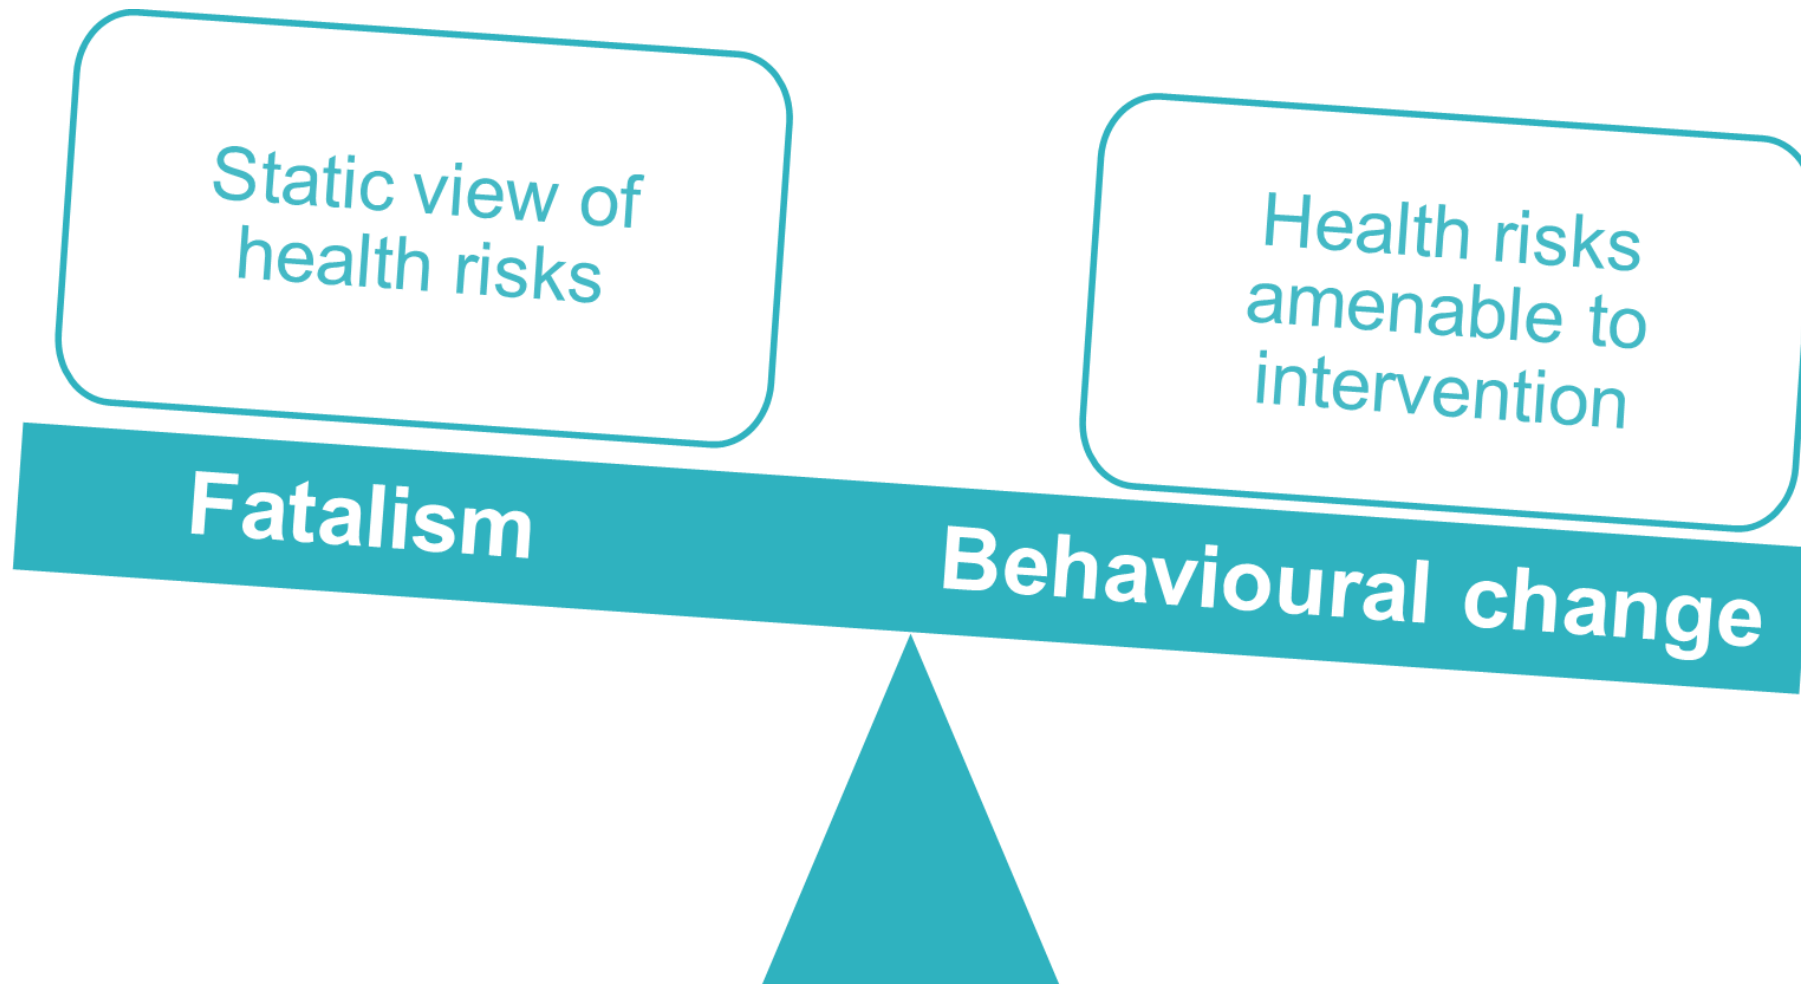 Static view of
health risks
Health risks
amenable to
intervention
Fatalism
Behavioural change